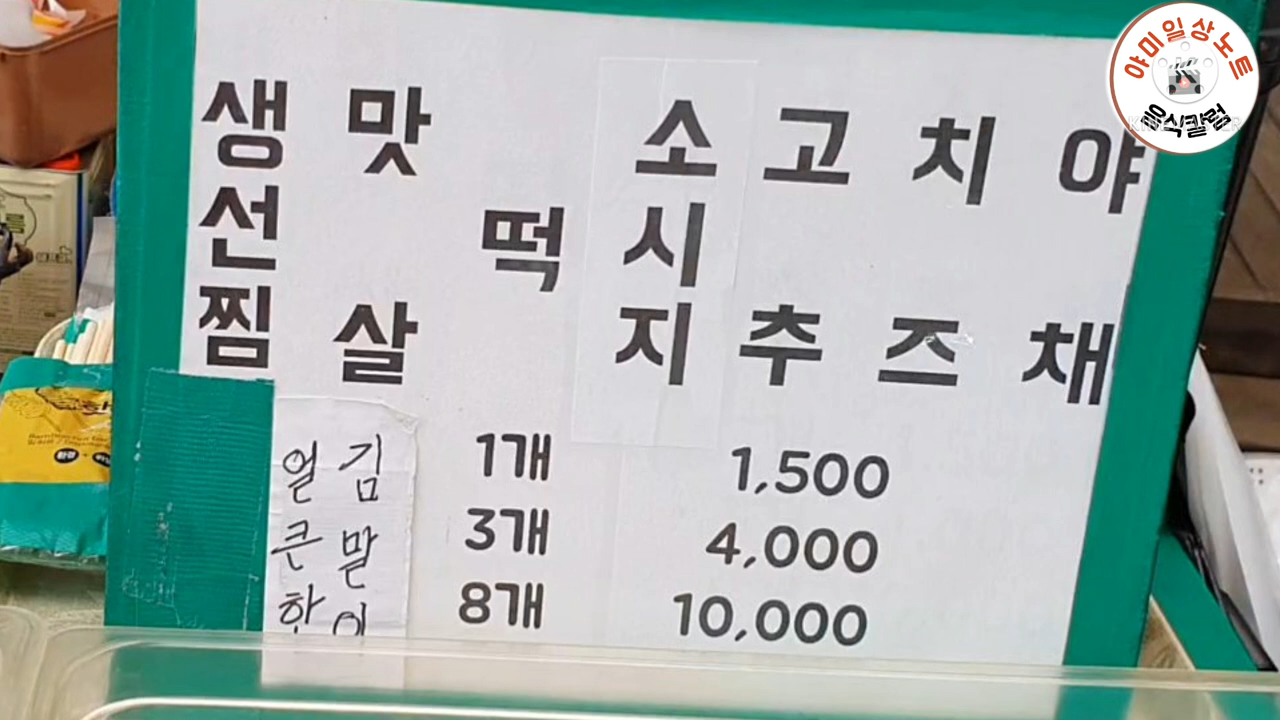 생선찜
맛살
떡
소시지
고추
치즈
야채
얼큰한
김말이
1개 1,500
3개 4,000
8개 10,000
야미일상노트
음식칼럼